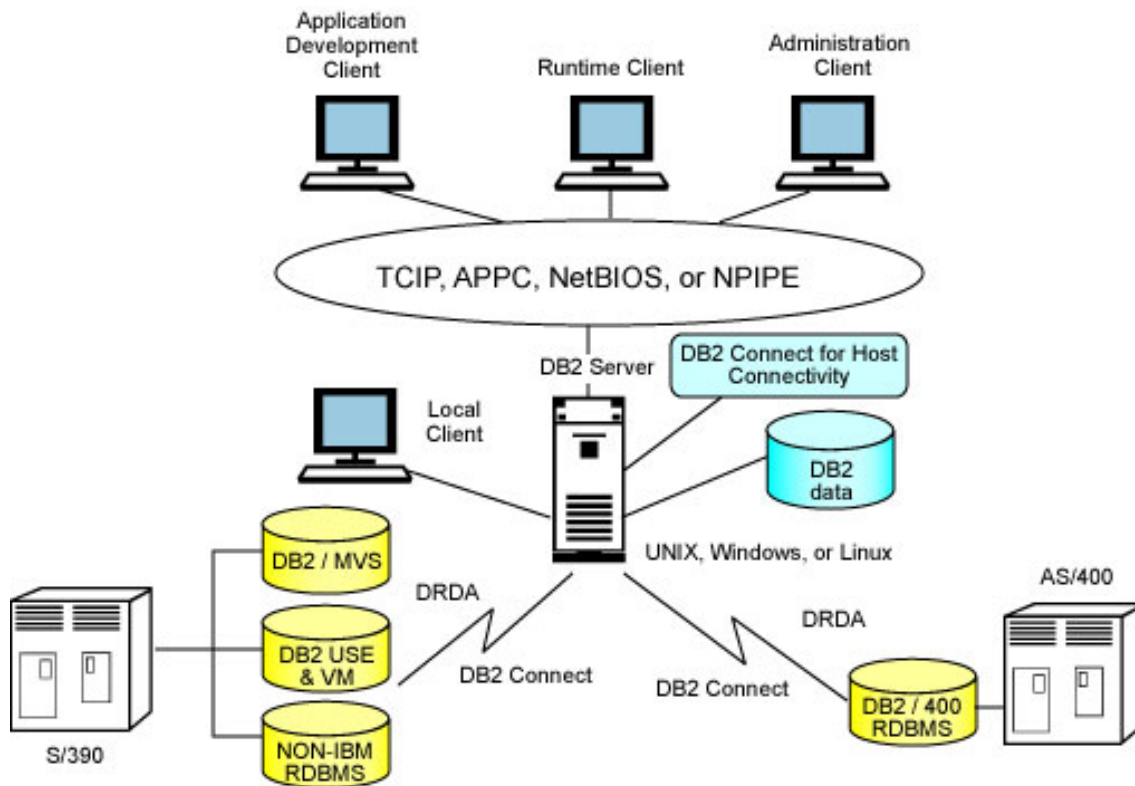 Application
Development
Client
Runtime Client
Administration
Client
TCIP, APPC, NetBIOS, or NPIPE
DB2 Server
DB2 Connect for Host
Connectivity
Local
Client
DB2
data
UNIX, Windows, or Linux
DB2 / MVS
DRDA
DB2 USE
& VM
DB2 Connect
NON-IBM
RDBMS
S/390
AS/400
DRDA
DB2 Connect
DB2 / 400
RDBMS